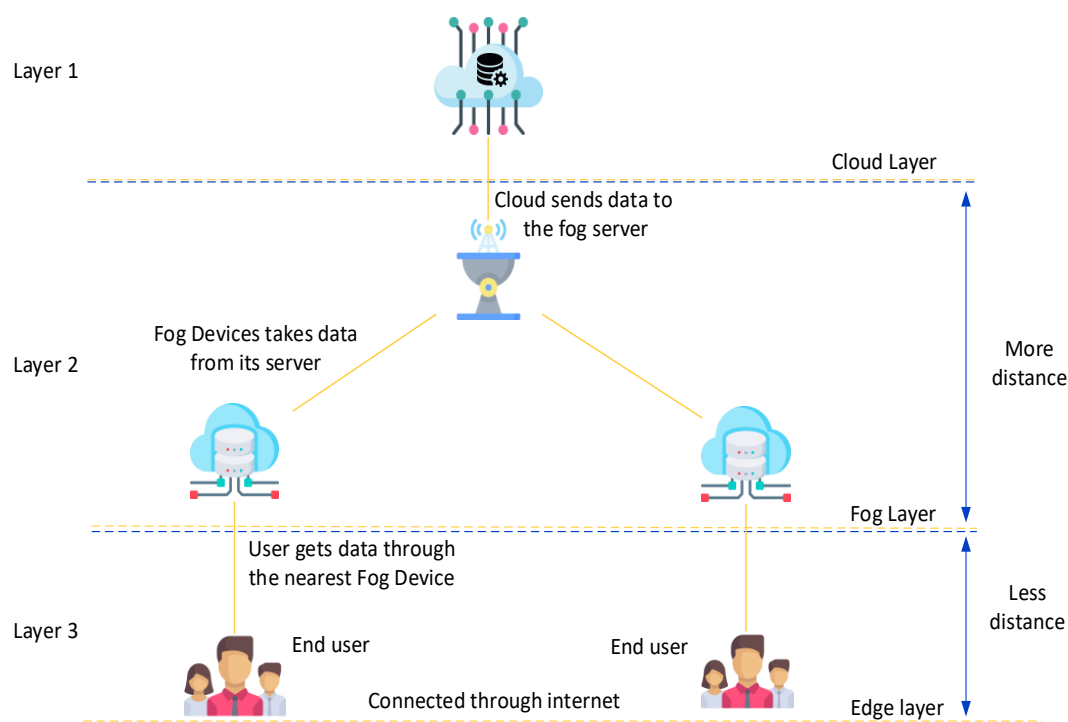 Layer 1
Cloud Layer
Cloud sends data to
the fog server
Fog Devices takes data
from its server
Layer 2
More
distance
Fog Layer
User gets data through
the nearest Fog Device
Less
distance
Layer 3
End user
End user
Connected through internet
Edge layer